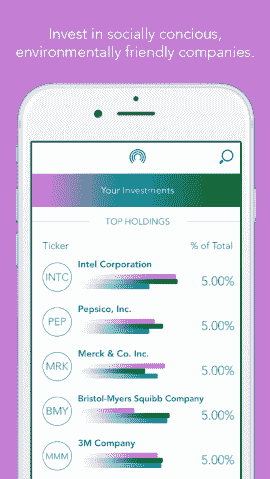 Invest in socially concious,
environmentally friendly companies.
Your Investments
TOP HOLDINGS
Ticker % of Total
INTC Intel Corporation 5.00%
PEP Pepsico, Inc. 5.00%
MRK Merck & Co. Inc. 5.00%
BMY Bristol-Myers Squibb Company 5.00%
MMM 3M Company 5.00%